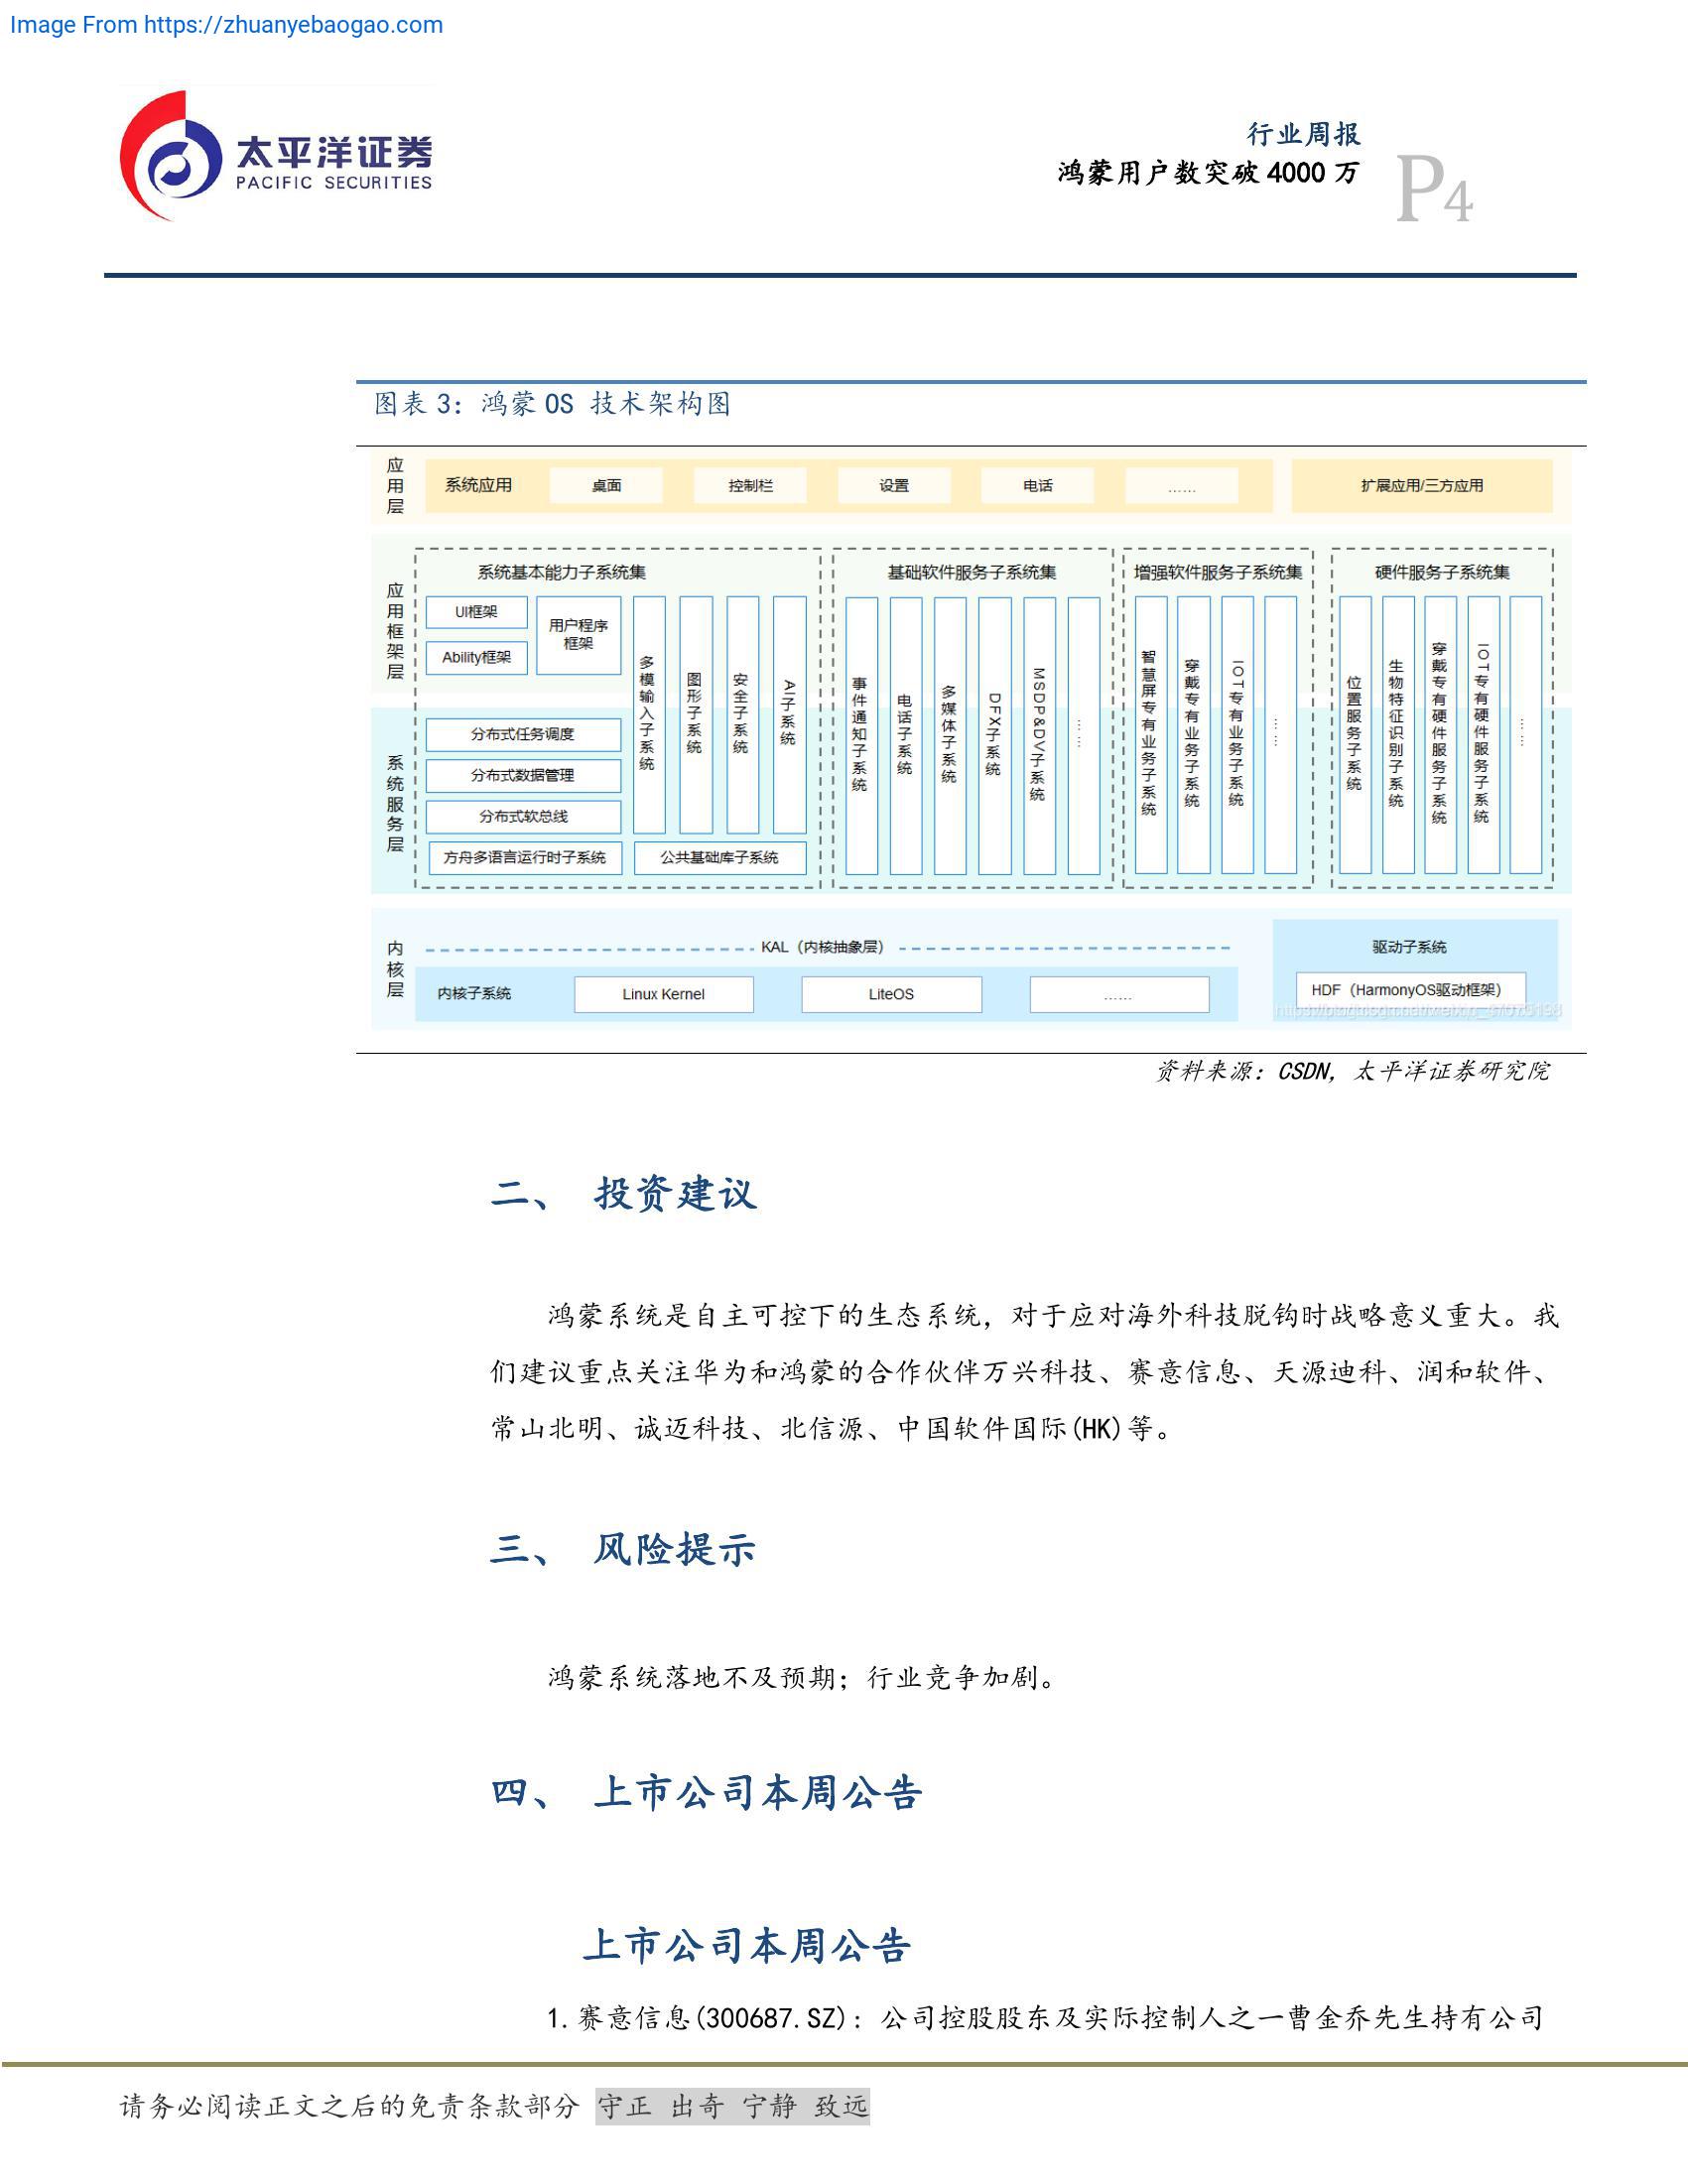 Image From https://zhuanyebaogao.com
太平洋证券
PACIFIC SECURITIES
行业周报
鸿蒙用户数突破 4000 万
P4
图表 3：鸿蒙 OS 技术架构图
应用层
系统应用
桌面
控制栏
设置
电话
......
扩展应用/三方应用
应用框架层
系统服务层
系统基本能力子系统集
UI框架
Ability框架
用户程序
框架
分布式任务调度
分布式数据管理
分布式软总线
方舟多语言运行时子系统
公共基础库子系统
多模输入子系统
图形子系统
安全子系统
AI子系统
基础软件服务子系统集
事件通知子系统
电话子系统
多媒体子系统
DFX子系统
MSDP&DV子系统
......
增强软件服务子系统集
智慧屏专有业务子系统
穿戴专有业务子系统
IOT专有业务子系统
......
硬件服务子系统集
位置服务子系统
生物特征识别子系统
穿戴专有硬件服务子系统
IOT专有硬件服务子系统
......
内核层
KAL（内核抽象层）
内核子系统
Linux Kernel
LiteOS
......
驱动子系统
HDF（HarmonyOS驱动框架）
资料来源：CSDN，太平洋证券研究院
二、 投资建议
鸿蒙系统是自主可控下的生态系统，对于应对海外科技脱钩时战略意义重大。我
们建议重点关注华为和鸿蒙的合作伙伴万兴科技、赛意信息、天源迪科、润和软件、
常山北明、诚迈科技、北信源、中国软件国际(HK)等。
三、 风险提示
鸿蒙系统落地不及预期；行业竞争加剧。
四、 上市公司本周公告
上市公司本周公告
1.赛意信息(300687.SZ)：公司控股股东及实际控制人之一曹金乔先生持有公司
请务必阅读正文之后的免责条款部分 守正 出奇 宁静 致远